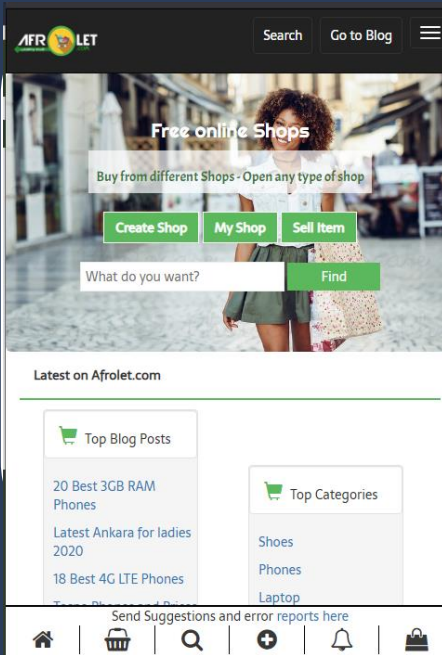 AFR LET
Search
Go to Blog
Free online Shops
Buy from different Shops - Open any type of shop
Create Shop
My Shop
Sell Item
What do you want?
Find
Latest on Afrolet.com
Top Blog Posts
20 Best 3GB RAM
Phones
Latest Ankara for ladies
2020
18 Best 4G LTE Phones
Top Categories
Shoes
Phones
Laptop
Send Suggestions and error reports here